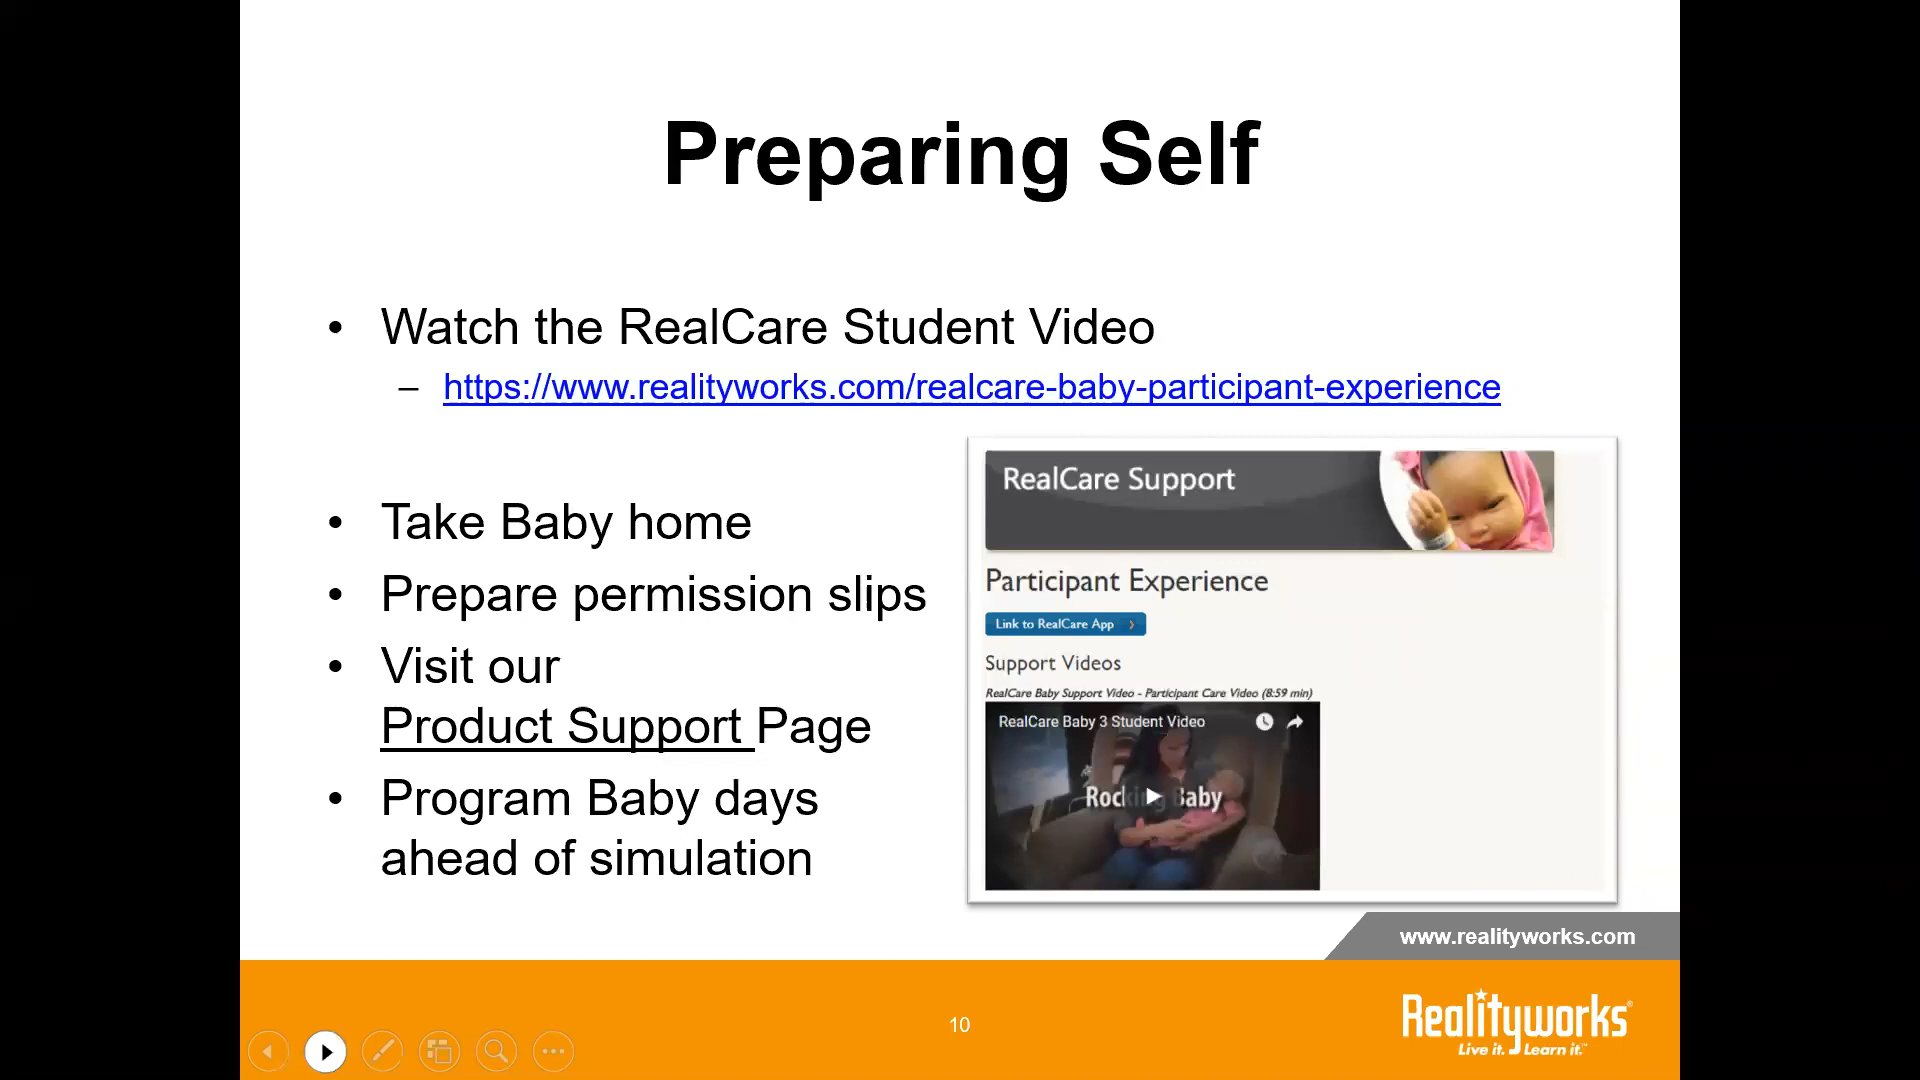 Preparing Self
• Watch the RealCare Student Video
– https://www.realityworks.com/realcare-baby-participant-experience
• Take Baby home
• Prepare permission slips
• Visit our
Product Support Page
• Program Baby days
ahead of simulation
RealCare Support
Participant Experience
Link to RealCare App
Support Videos
RealCare Baby Support Video - Participant Care Video (8:59 min)
RealCare Baby 3 Student Video
Rocking Baby
www.realityworks.com
10
Realityworks®
Live it. Learn it.™